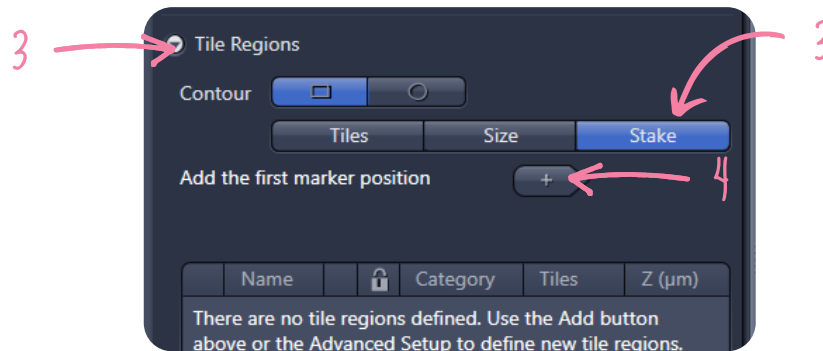 3
3
Tile Regions
Contour
Tiles Size Stake
Add the first marker position +
4
Name Category Tiles Z (µm)
There are no tile regions defined. Use the Add button
above or the Advanced Setup to define new tile regions.